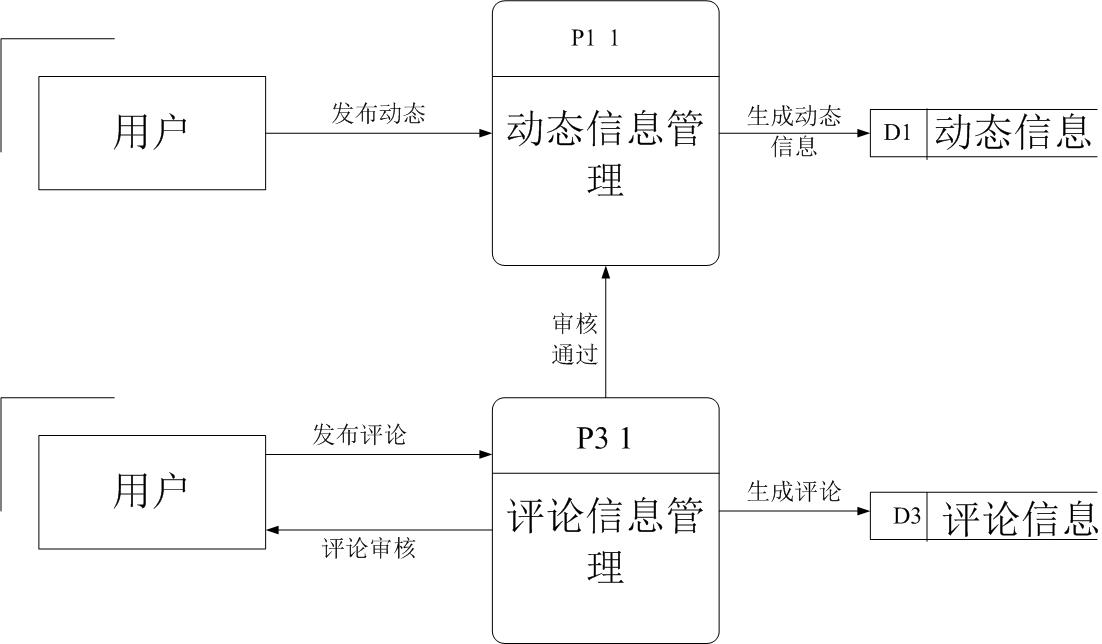 P1 1
用户
发布动态
动态信息管
理
生成动态
信息
D1
动态信息
审核
通过
P3 1
用户
发布评论
评论审核
评论信息管
理
生成评论
D3
评论信息